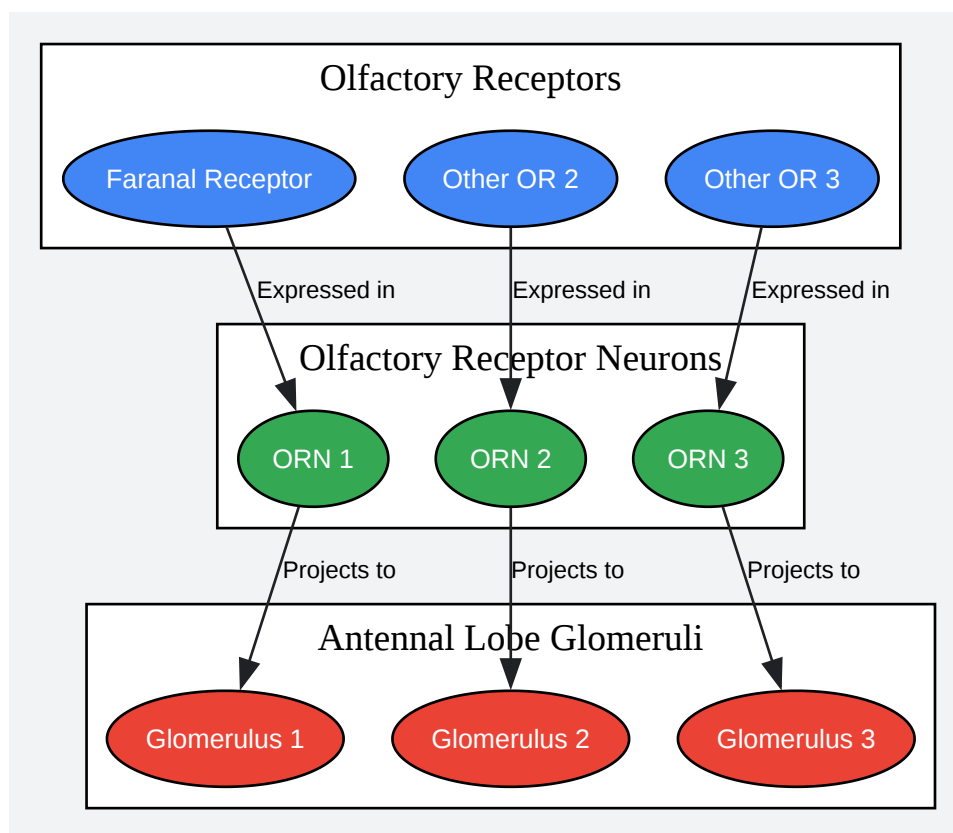 Olfactory Receptors
Faranal Receptor
Other OR 2
Other OR 3
Expressed in
Expressed in
Expressed in
Olfactory Receptor Neurons
ORN 1
ORN 2
ORN 3
Projects to
Projects to
Projects to
Antennal Lobe Glomeruli
Glomerulus 1
Glomerulus 2
Glomerulus 3